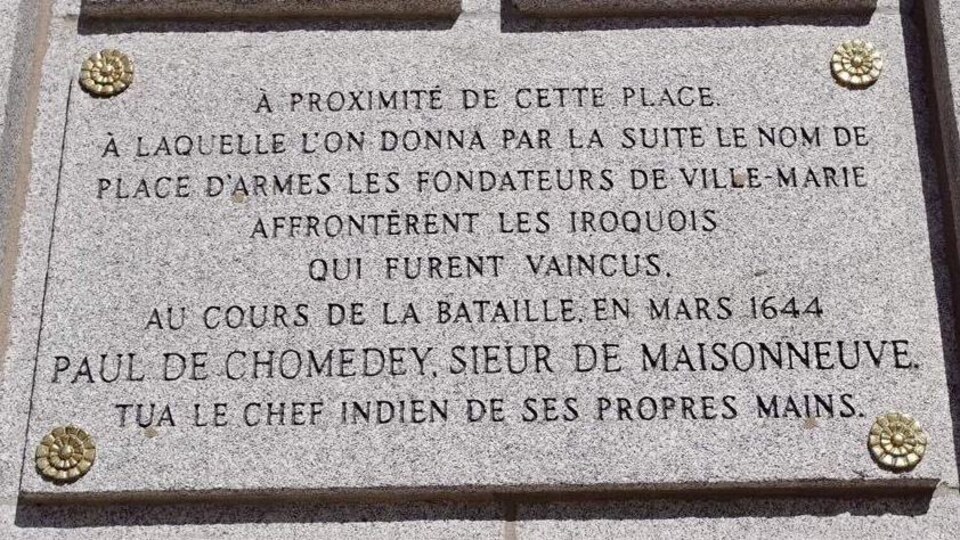 À PROXIMITÉ DE CETTE PLACE.
À LAQUELLE L'ON DONNA PAR LA SUITE LE NOM DE
PLACE D'ARMES LES FONDATEURS DE VILLE-MARIE
AFFRONTÊRENT LES IROQUOIS
QUI FURENT VAINCUS.
AU COURS DE LA BATAILLE, EN MARS 1644
PAUL DE CHOMEDEY, SIEUR DE MAISONNEUVE,
TUA LE CHEF INDIEN DE SES PROPRES MAINS.